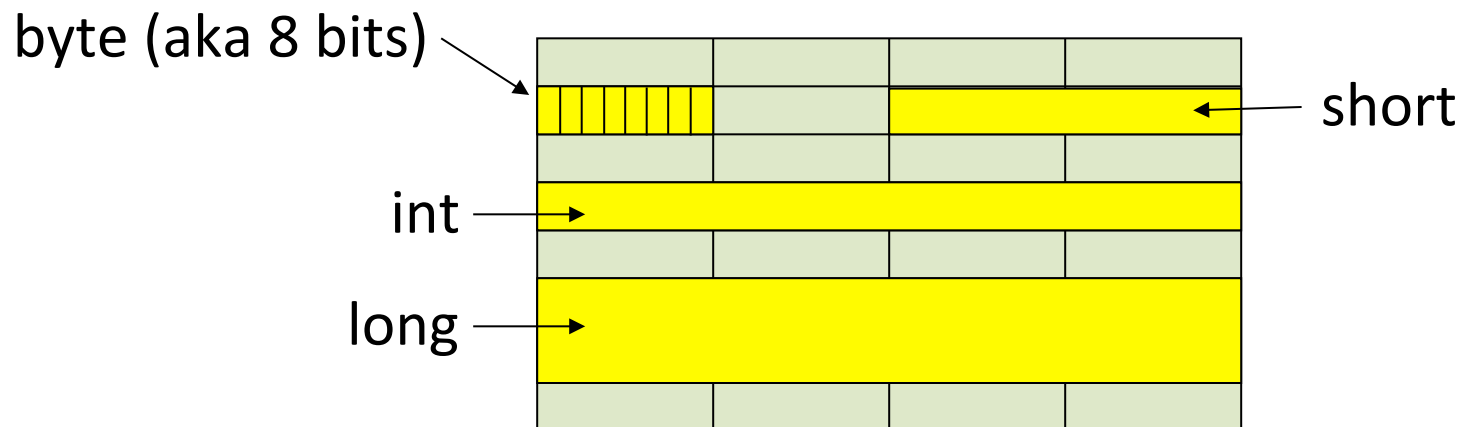 byte (aka 8 bits)
short
int
long